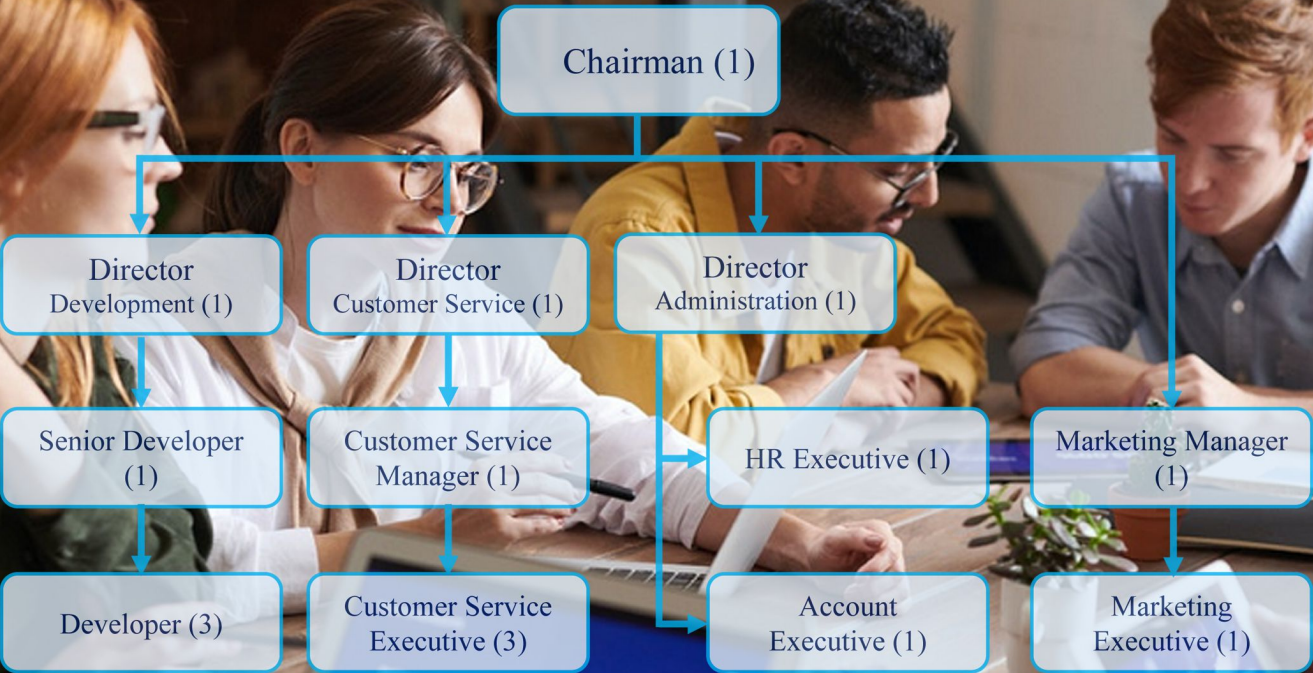 Chairman (1)
Director
Development (1)
Director
Customer Service (1)
Director
Administration (1)
Senior Developer
(1)
Customer Service
Manager (1)
HR Executive (1)
Marketing Manager
(1)
Developer (3)
Customer Service
Executive (3)
Account
Executive (1)
Marketing
Executive (1)